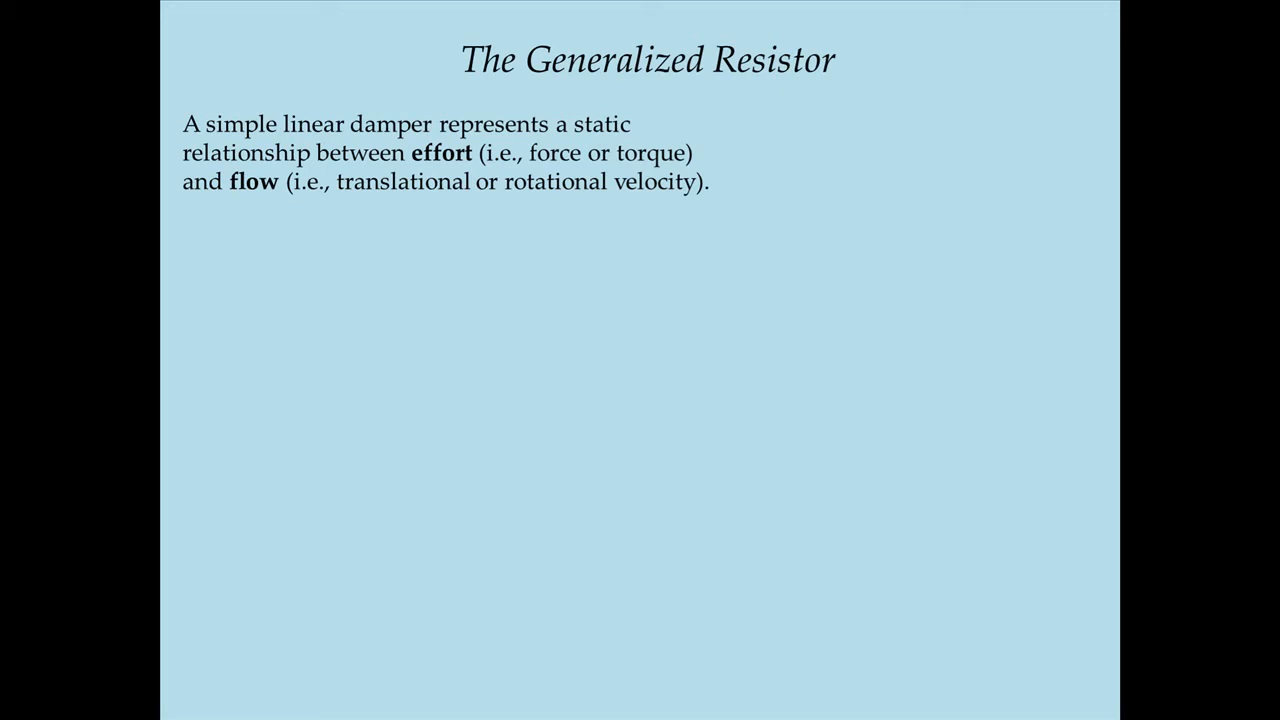 The Generalized Resistor
A simple linear damper represents a static
relationship between effort (i.e., force or torque)
and flow (i.e., translational or rotational velocity).